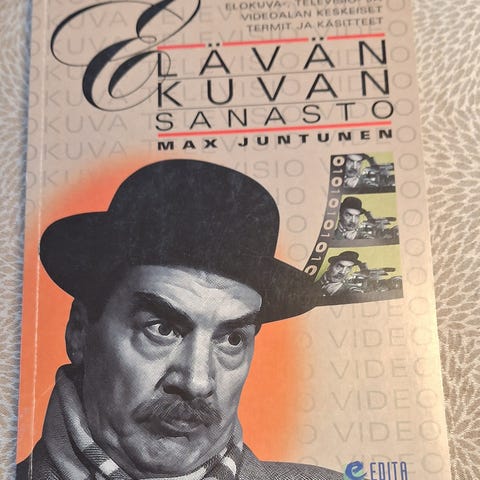 ELOKUVA-, TELEVISIO- JA
VIDEOALAN KESKEISET
TERMIT JA KÄSITTEET
ELÄVÄN
KUVAN
SANASTO
MAX JUNTUNEN
EDITA